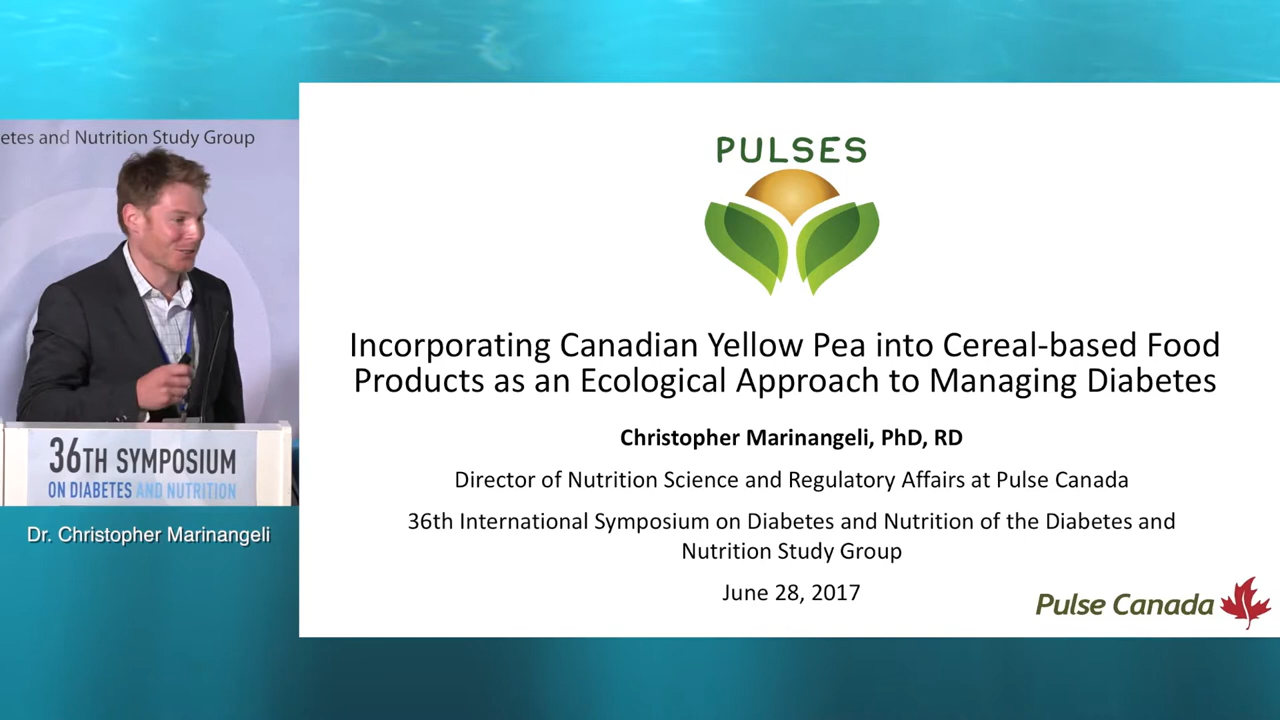 etes and Nutrition Study Group
36TH SYMPOSIUM
ON DIABETES AND NUTRITION
Dr. Christopher Marinangeli
PULSES
Incorporating Canadian Yellow Pea into Cereal-based Food
Products as an Ecological Approach to Managing Diabetes
Christopher Marinangeli, PhD, RD
Director of Nutrition Science and Regulatory Affairs at Pulse Canada
36th International Symposium on Diabetes and Nutrition of the Diabetes and
Nutrition Study Group
June 28, 2017
Pulse Canada